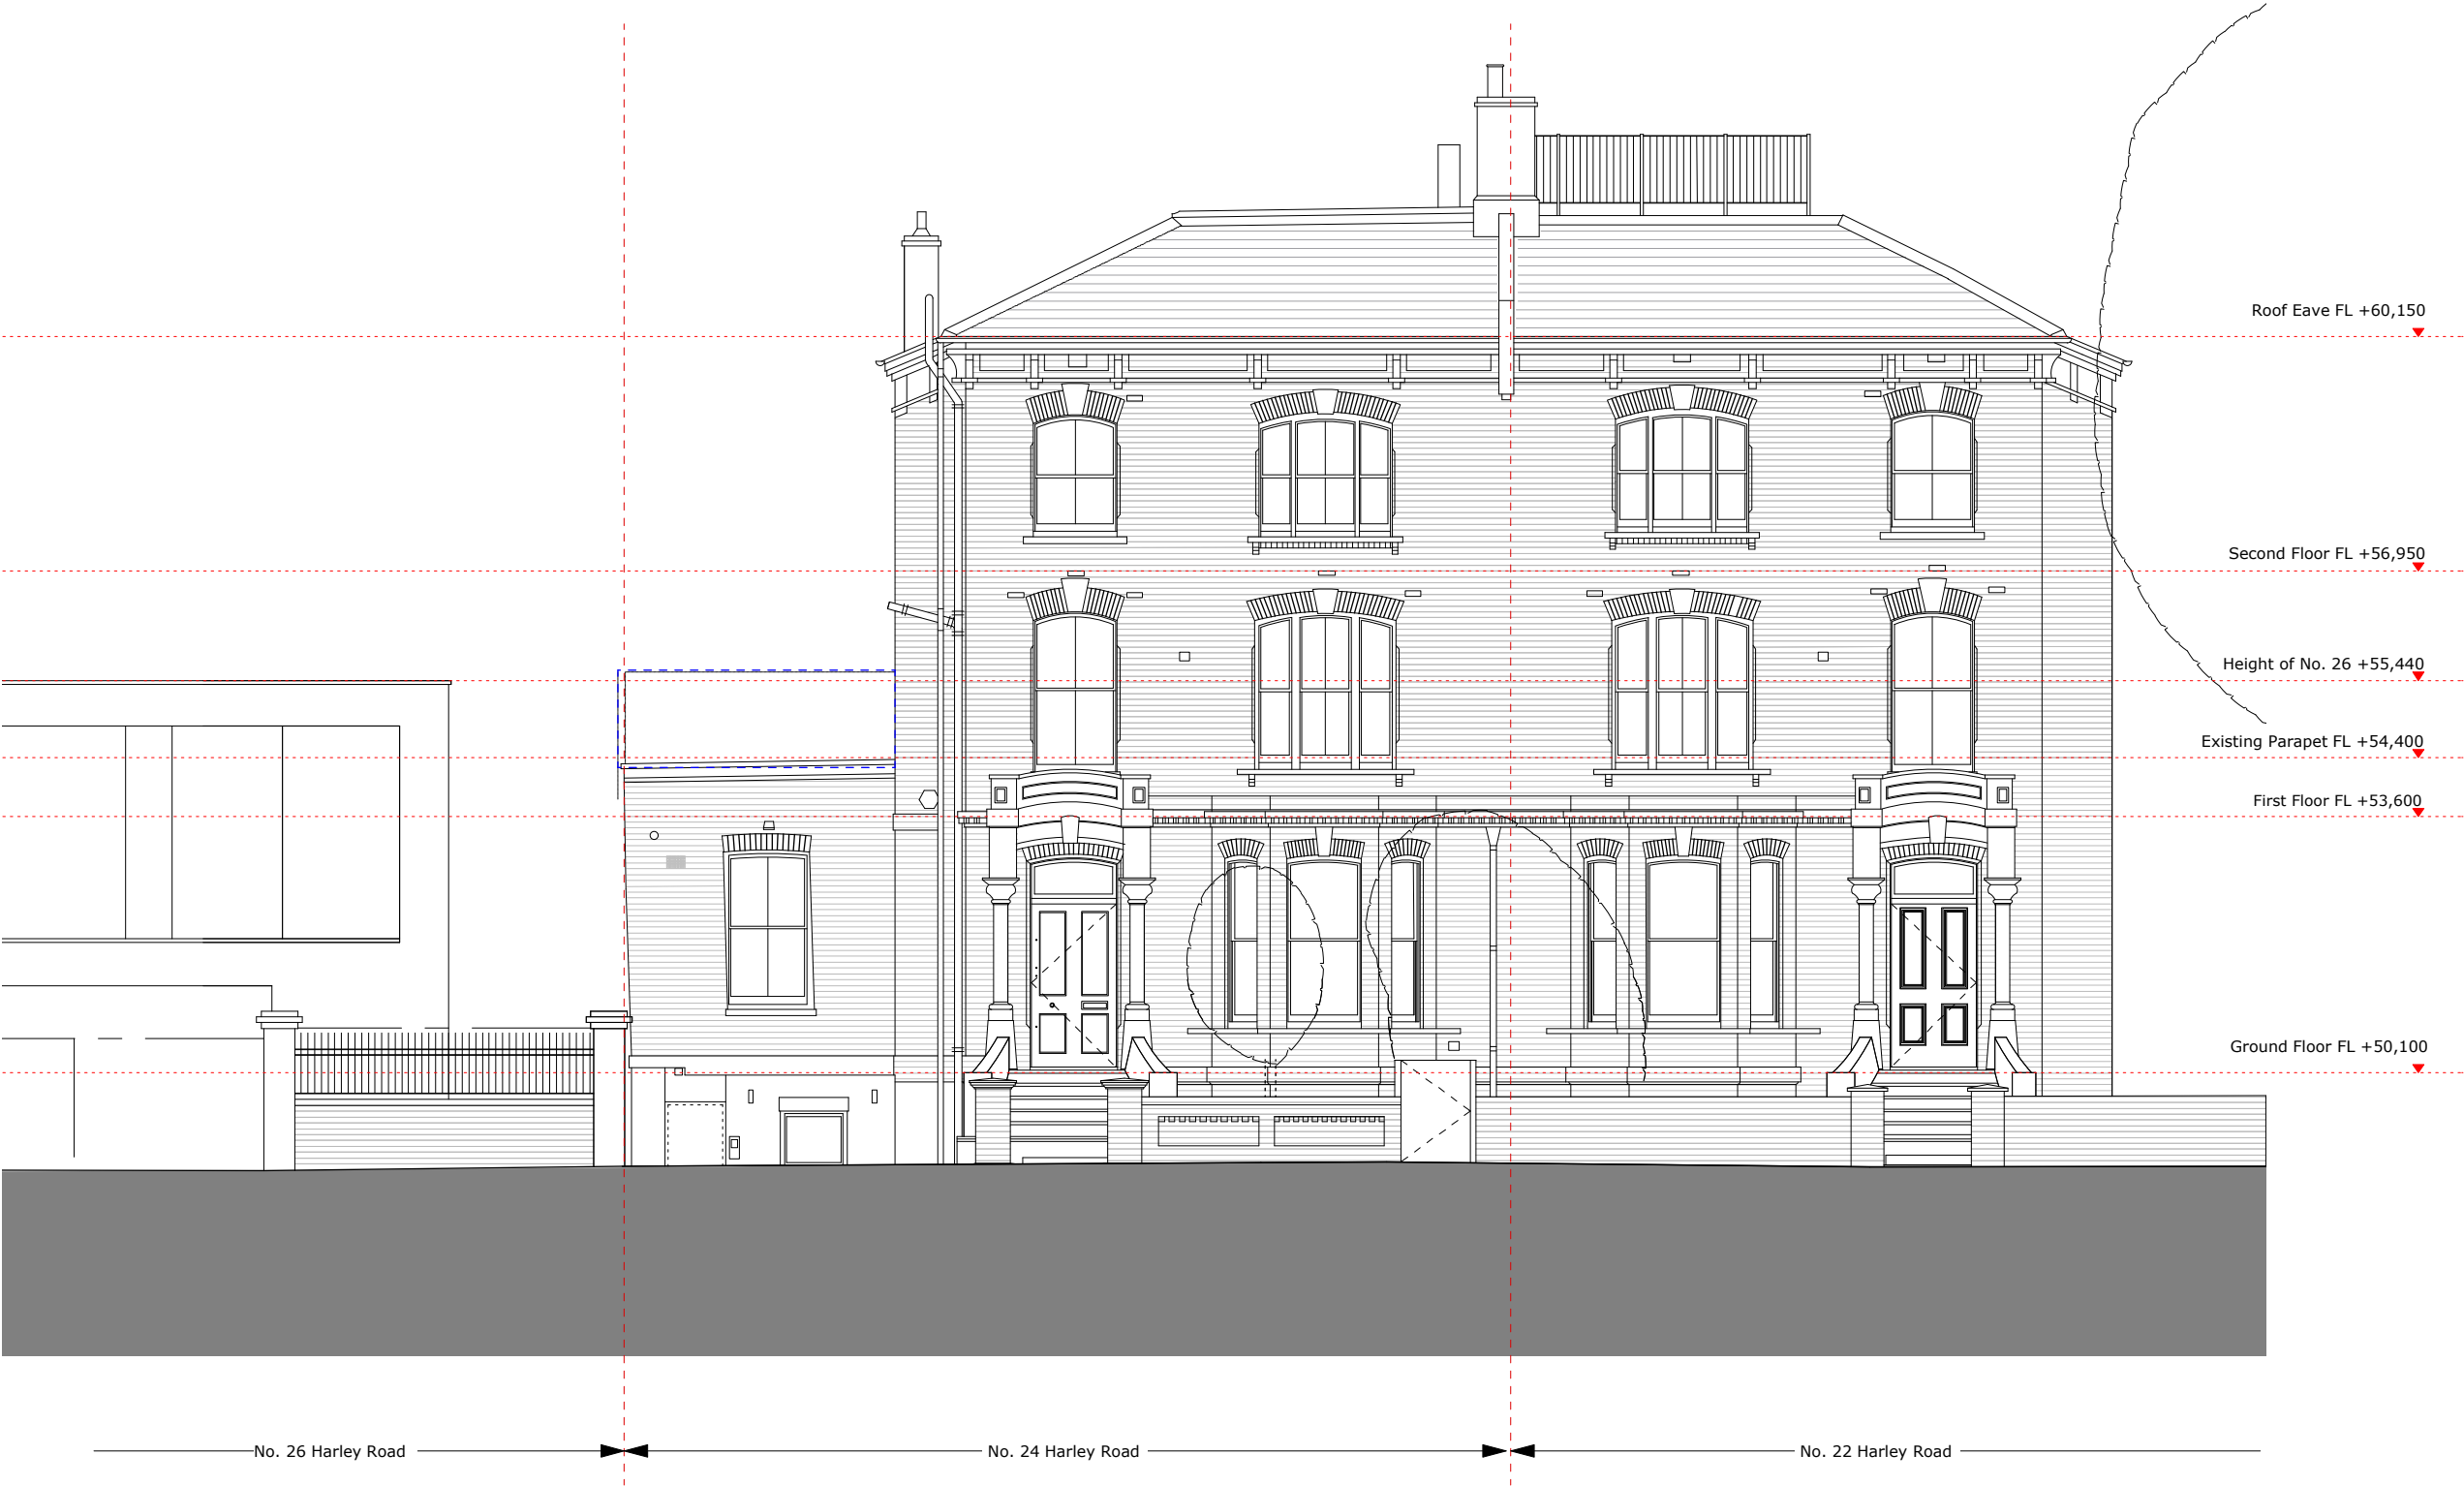 Roof Eave FL +60,150
Second Floor FL +56,950
Height of No. 26 +55,440
Existing Parapet FL +54,400
First Floor FL +53,600
Ground Floor FL +50,100
No. 26 Harley Road
No. 24 Harley Road
No. 22 Harley Road